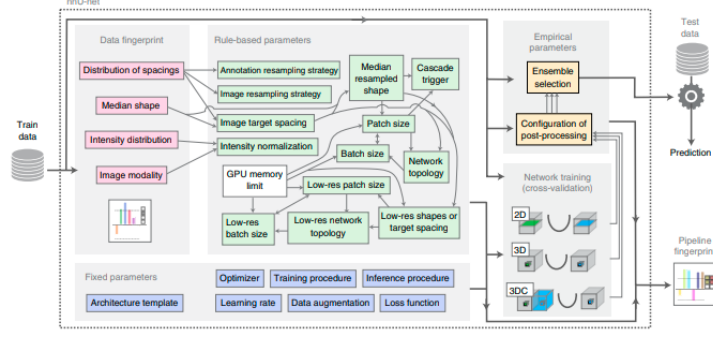 nnU-net
Test
data
Data fingerprint
Rule-based parameters
Empirical
parameters
Distribution of spacings
Annotation resampling strategy
Median
resampled
shape
Cascade
trigger
Ensemble
selection
Image resampling strategy
Median shape
Train
data
Image target spacing
Patch size
Configuration of
post-processing
Intensity distribution
Intensity normalization
Batch size
Prediction
Image modality
GPU memory
limit
Network
topology
Network training
(cross-validation)
Low-res patch size
2D
Low-res
batch size
Low-res network
topology
Low-res shapes or
target spacing
3D
Pipeline
fingerprint
Fixed parameters
Optimizer
Training procedure
Inference procedure
3DC
Architecture template
Learning rate
Data augmentation
Loss function